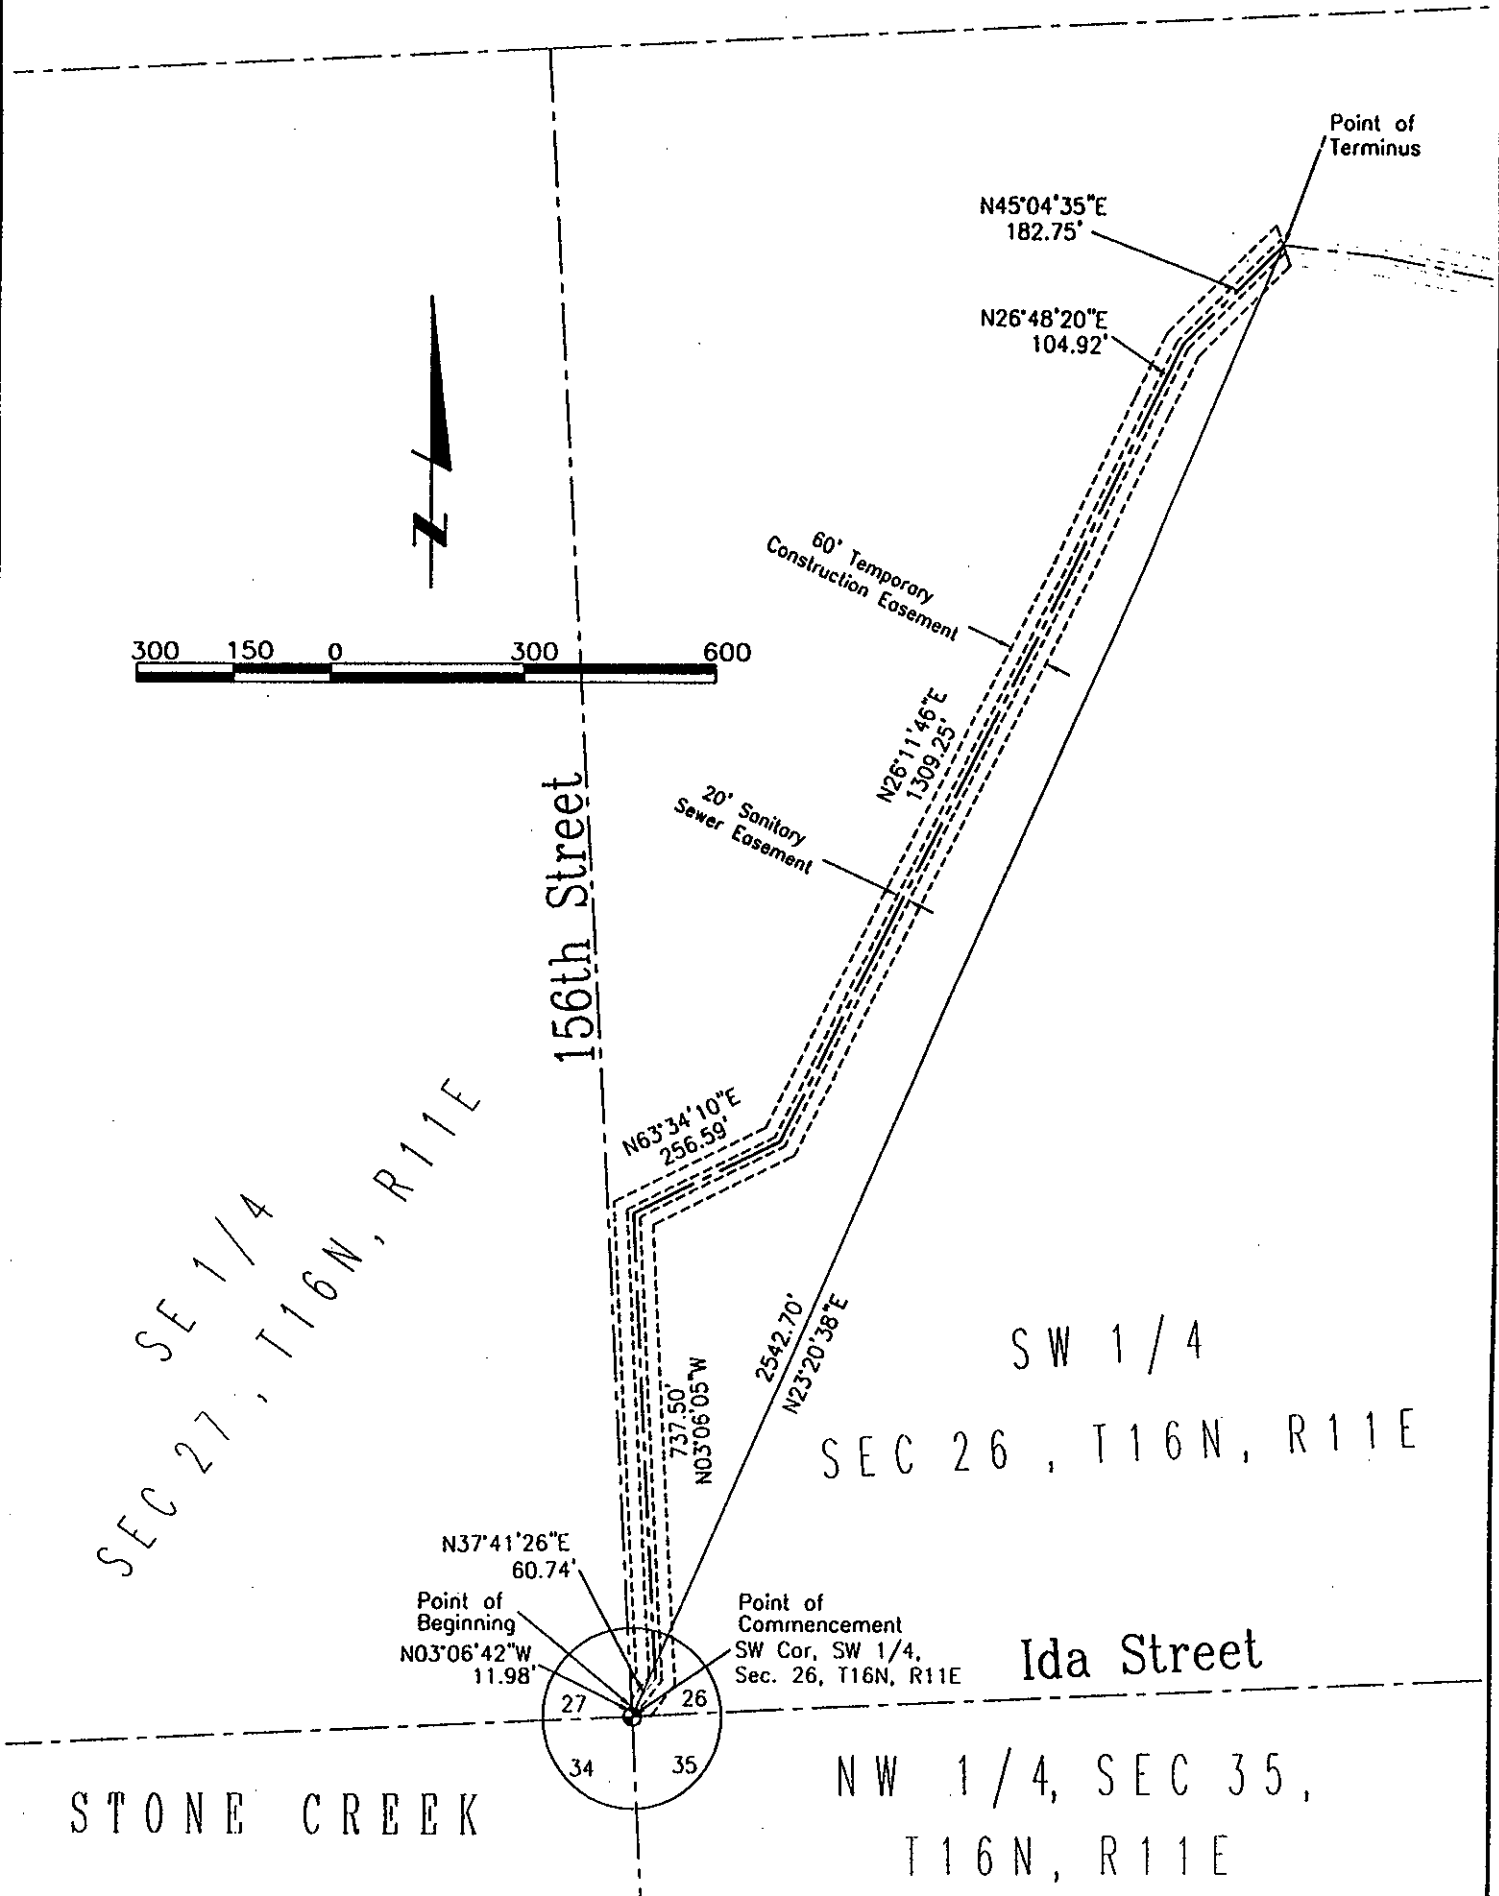 Point of
Terminus
N45°04'35"E
182.75'
N26°48'20"E
104.92'
N
60' Temporary
Construction Easement
300 150 0 300 600
N26°11'46"E
1309.25'
20' Sanitary
Sewer Easement
156th Street
N63°34'10"E
256.59'
SE 1/4
SEC 27, T16N, R11E
2542.70'
N23°20'38"E
737.50'
N03°06'05"W
SW 1/4
SEC 26, T16N, R11E
N37°41'26"E
60.74'
Point of
Beginning
N03°06'42"W
11.98'
Point of
Commencement
SW Cor, SW 1/4,
Sec. 26, T16N, R11E
Ida Street
27 26
34 35
STONE CREEK
NW 1/4, SEC 35,
T16N, R11E